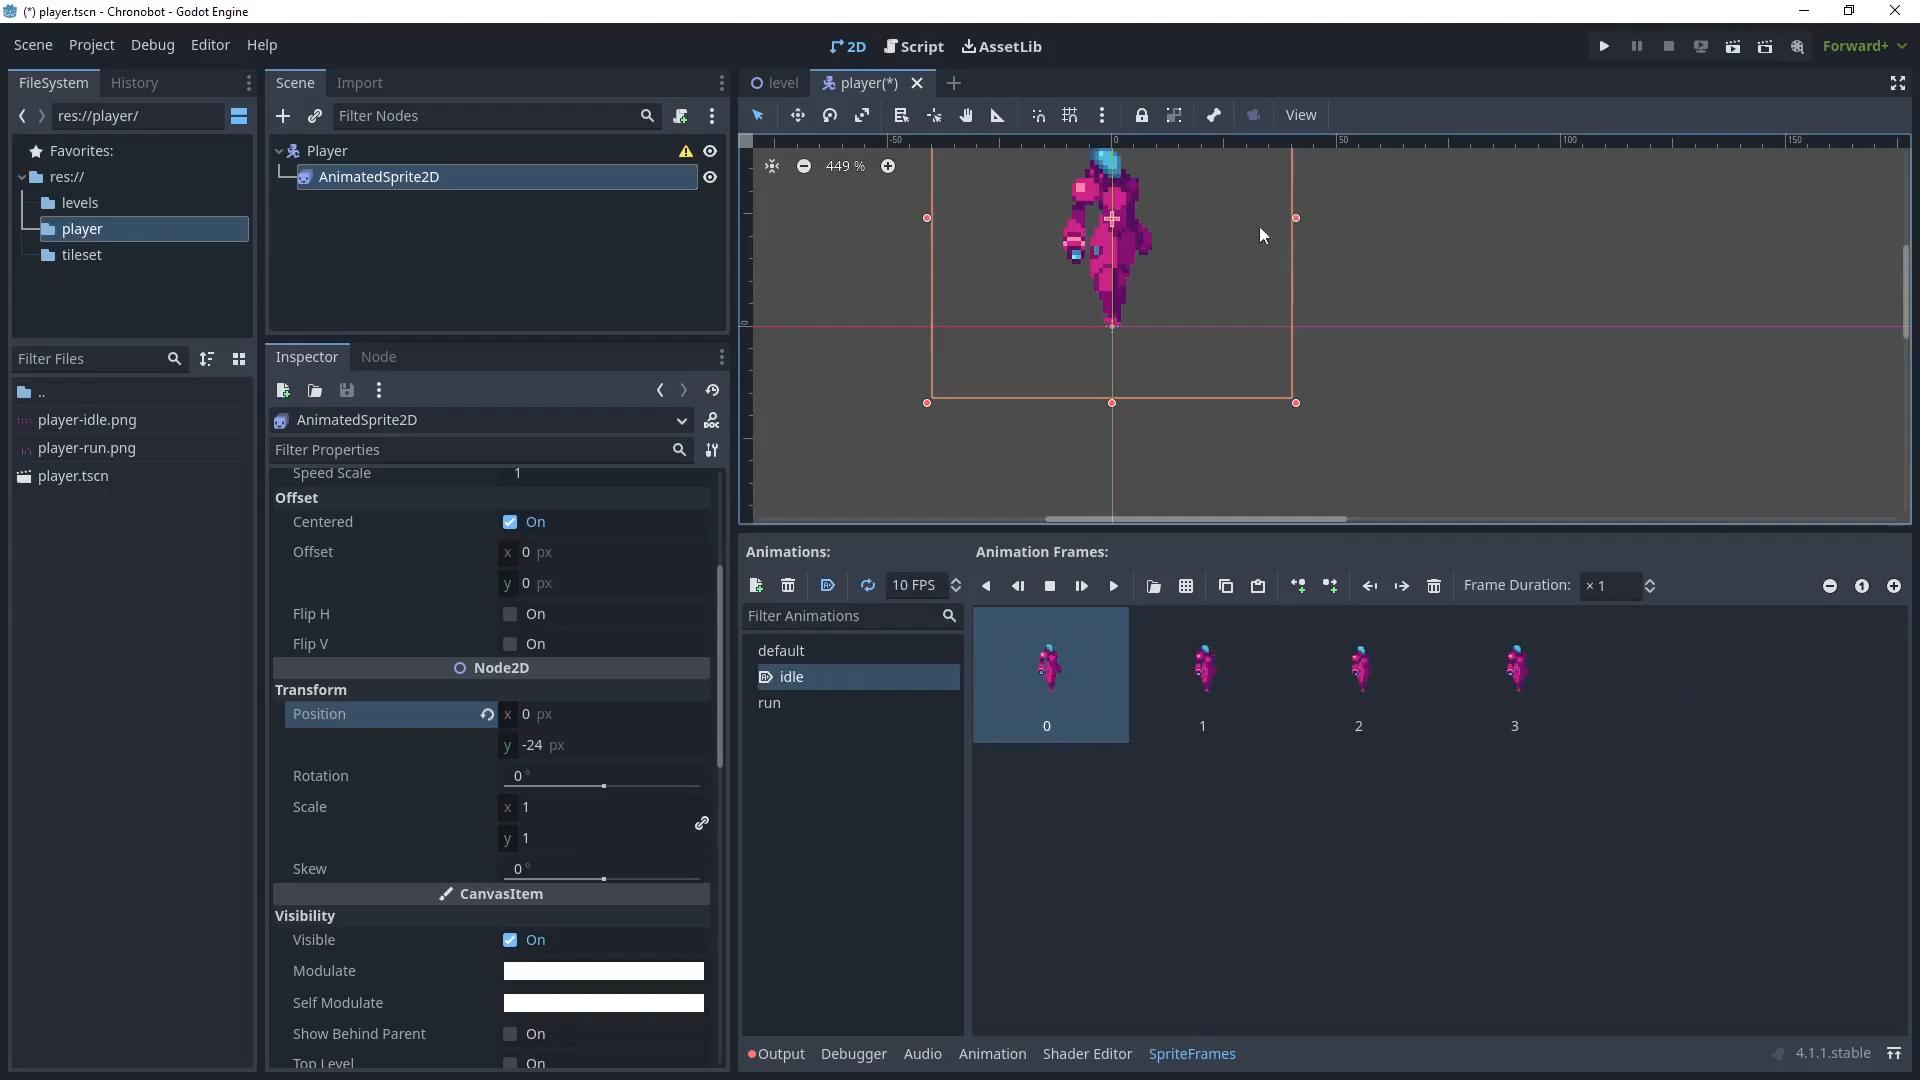 (*) player.tscn - Chronobot - Godot Engine
Scene Project Debug Editor Help
2D Script AssetLib
Forward+
FileSystem History
Scene Import
level player(*)
res://player/
Filter Nodes
View
Favorites:
res://
levels
player
tileset
Player
AnimatedSprite2D
-50 0 50 100 150
0
449 %
Filter Files
..
player-idle.png
player-run.png
player.tscn
Inspector Node
AnimatedSprite2D
DOC
Filter Properties
Speed Scale 1
Offset
Centered On
Offset x 0 px
y 0 px
Flip H On
Flip V On
Node2D
Transform
Position x 0 px
y -24 px
Rotation 0 °
Scale x 1
y 1
Skew 0 °
CanvasItem
Visibility
Visible On
Modulate
Self Modulate
Show Behind Parent On
Top Level On
Animations:
10 FPS
Filter Animations
default
idle
run
Animation Frames:
Frame Duration: × 1
0 1 2 3
Output Debugger Audio Animation Shader Editor SpriteFrames
4.1.1.stable